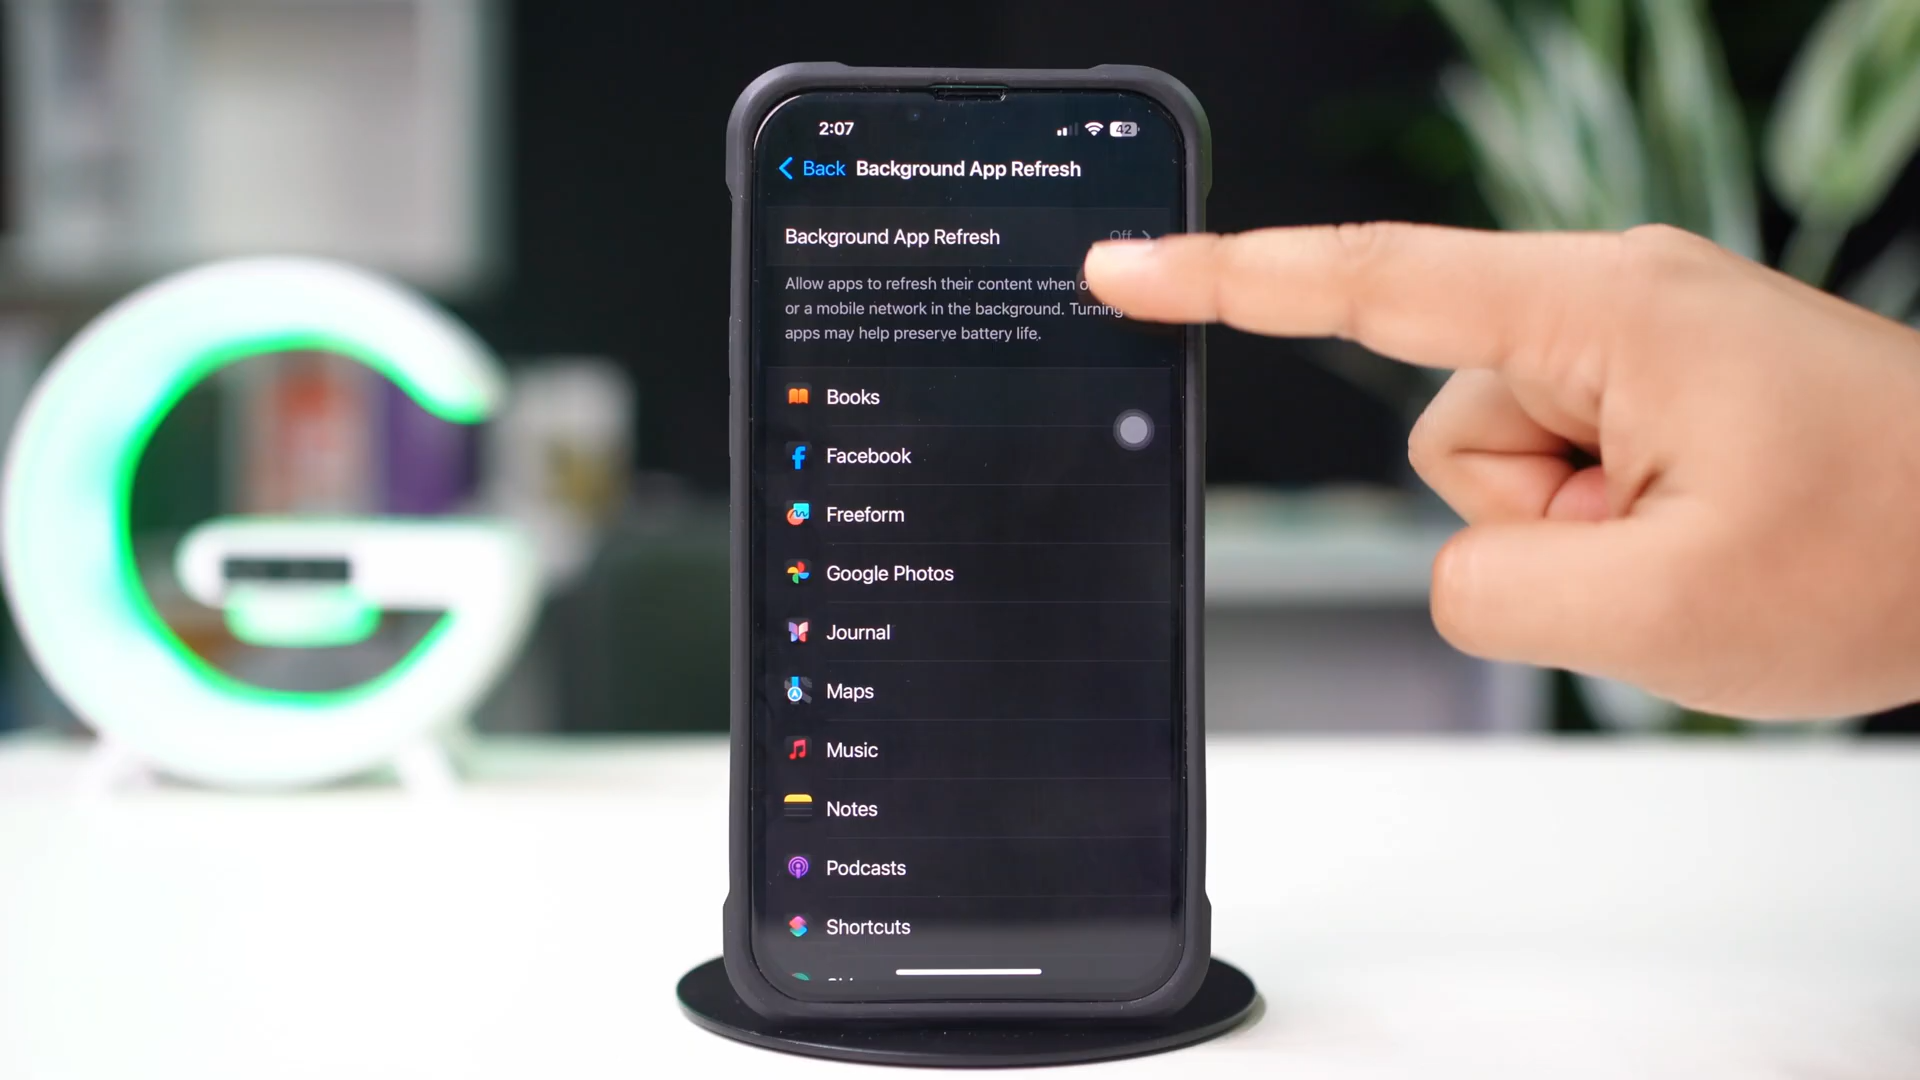 2:07
42
Back Background App Refresh
Background App Refresh Off
Allow apps to refresh their content when
or a mobile network in the background. Turning
apps may help preserve battery life.
Books
Facebook
Freeform
Google Photos
Journal
Maps
Music
Notes
Podcasts
Shortcuts